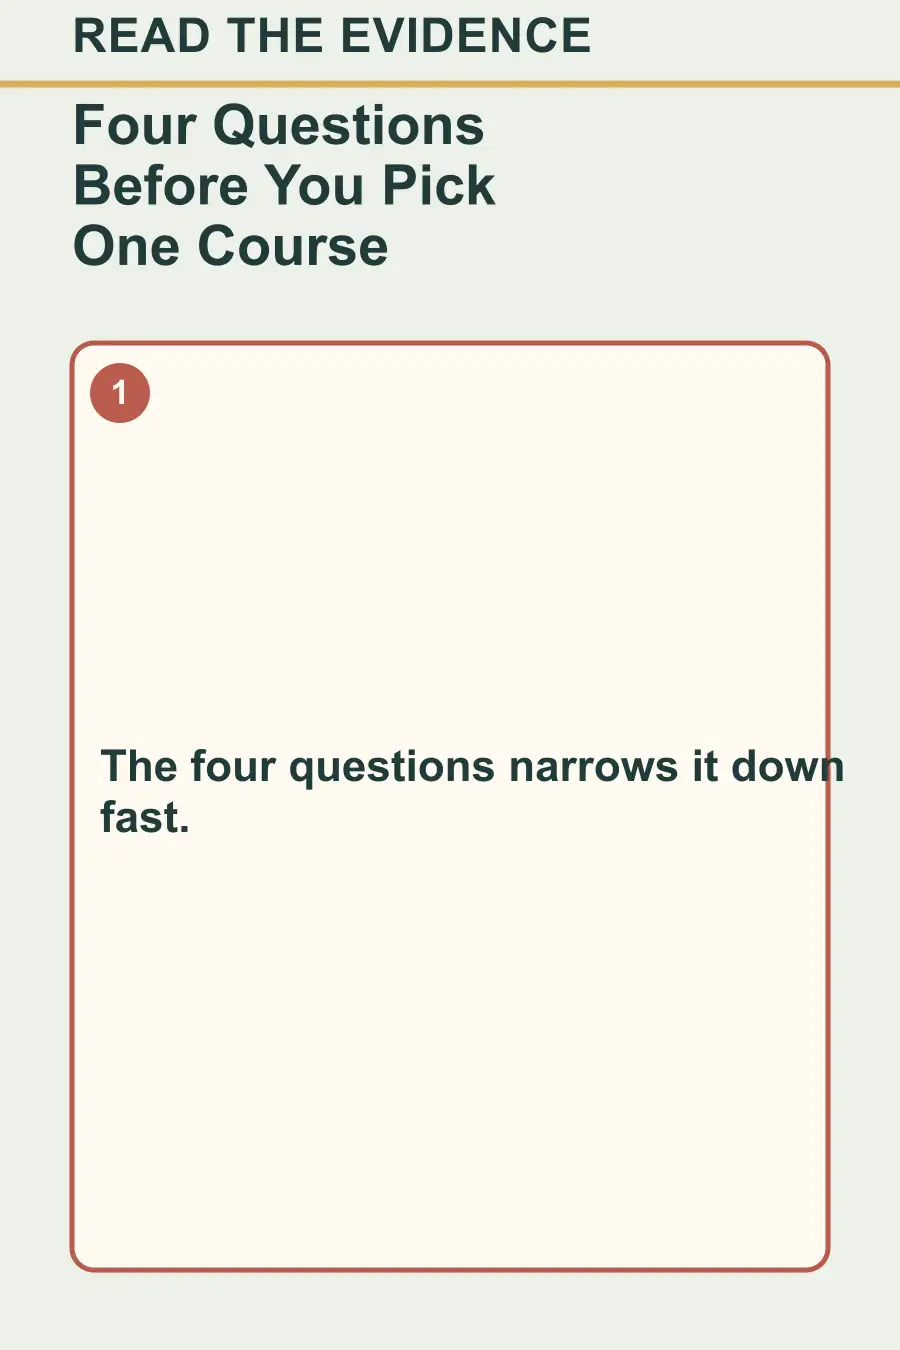 READ THE EVIDENCE
Four Questions
Before You Pick
One Course
1
The four questions narrows it down
fast.